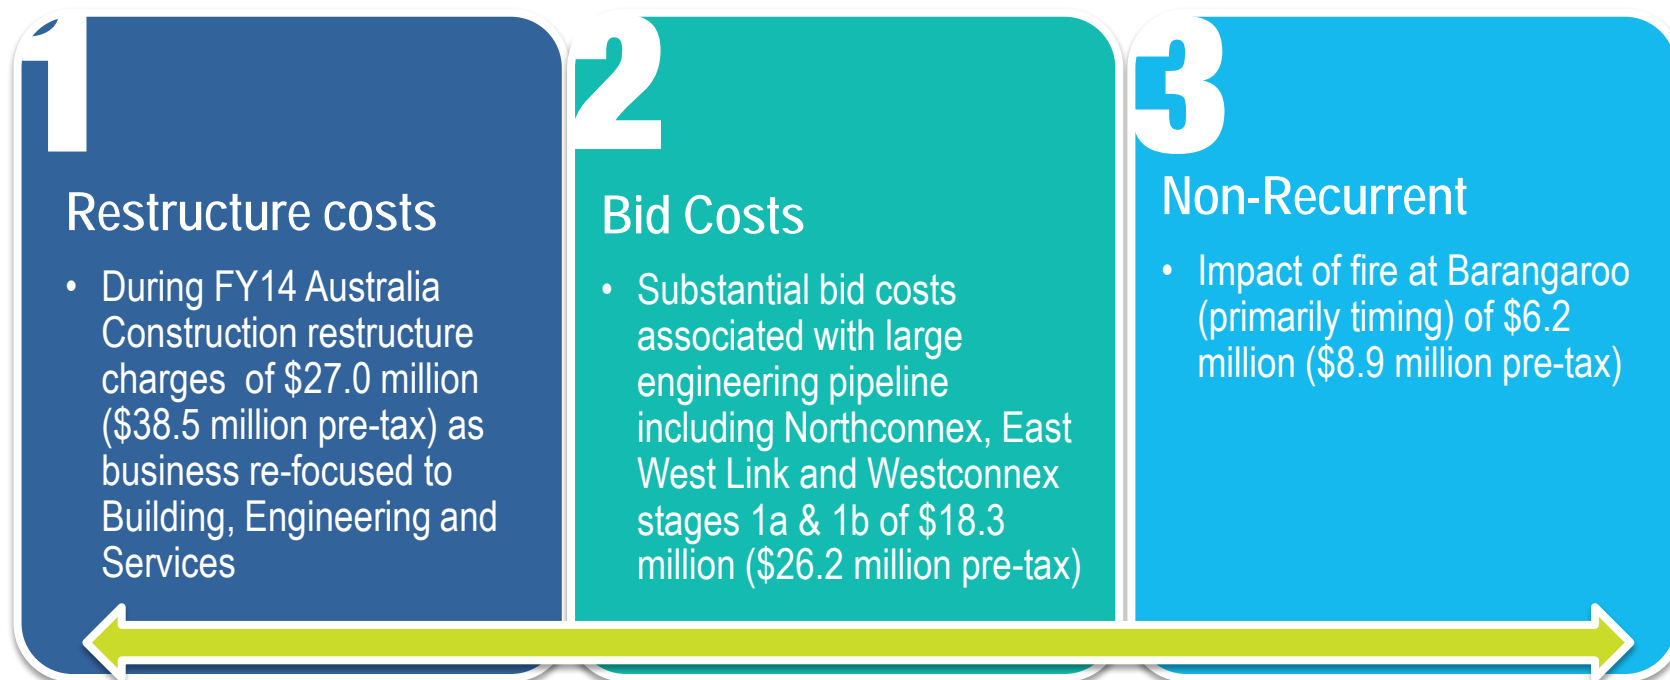 1
Restructure costs
• During FY14 Australia
Construction restructure
charges of $27.0 million
($38.5 million pre-tax) as
business re-focused to
Building, Engineering and
Services
2
Bid Costs
• Substantial bid costs
associated with large
engineering pipeline
including Northconnex, East
West Link and Westconnex
stages 1a & 1b of $18.3
million ($26.2 million pre-tax)
3
Non-Recurrent
• Impact of fire at Barangaroo
(primarily timing) of $6.2
million ($8.9 million pre-tax)